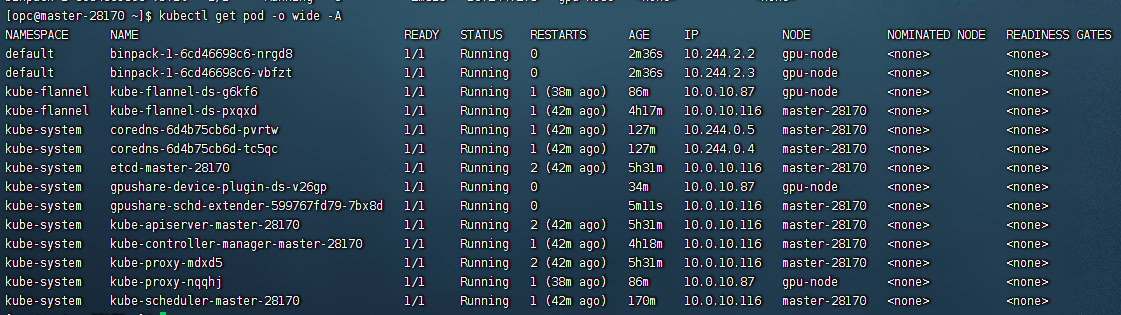 [opc@master-28170 ~]$ kubectl get pod -o wide -A
NAMESPACE NAME READY STATUS RESTARTS AGE IP NODE NOMINATED NODE READINESS GATES
default binpack-1-6cd46698c6-nrgd8 1/1 Running 0 2m36s 10.244.2.2 gpu-node <none> <none>
default binpack-1-6cd46698c6-vbfzt 1/1 Running 0 2m36s 10.244.2.3 gpu-node <none> <none>
kube-flannel kube-flannel-ds-g6kf6 1/1 Running 1 (38m ago) 86m 10.0.10.87 gpu-node <none> <none>
kube-flannel kube-flannel-ds-pxqxd 1/1 Running 1 (42m ago) 4h17m 10.0.10.116 master-28170 <none> <none>
kube-system coredns-6d4b75cb6d-pvrtw 1/1 Running 1 (42m ago) 127m 10.244.0.5 master-28170 <none> <none>
kube-system coredns-6d4b75cb6d-tc5qc 1/1 Running 1 (42m ago) 127m 10.244.0.4 master-28170 <none> <none>
kube-system etcd-master-28170 1/1 Running 2 (42m ago) 5h31m 10.0.10.116 master-28170 <none> <none>
kube-system gpushare-device-plugin-ds-v26gp 1/1 Running 0 34m 10.0.10.87 gpu-node <none> <none>
kube-system gpushare-schd-extender-599767fd79-7bx8d 1/1 Running 0 5m11s 10.0.10.116 master-28170 <none> <none>
kube-system kube-apiserver-master-28170 1/1 Running 2 (42m ago) 5h31m 10.0.10.116 master-28170 <none> <none>
kube-system kube-controller-manager-master-28170 1/1 Running 1 (42m ago) 4h18m 10.0.10.116 master-28170 <none> <none>
kube-system kube-proxy-mdxd5 1/1 Running 2 (42m ago) 5h31m 10.0.10.116 master-28170 <none> <none>
kube-system kube-proxy-nqqhj 1/1 Running 1 (38m ago) 86m 10.0.10.87 gpu-node <none> <none>
kube-system kube-scheduler-master-28170 1/1 Running 1 (42m ago) 170m 10.0.10.116 master-28170 <none> <none>